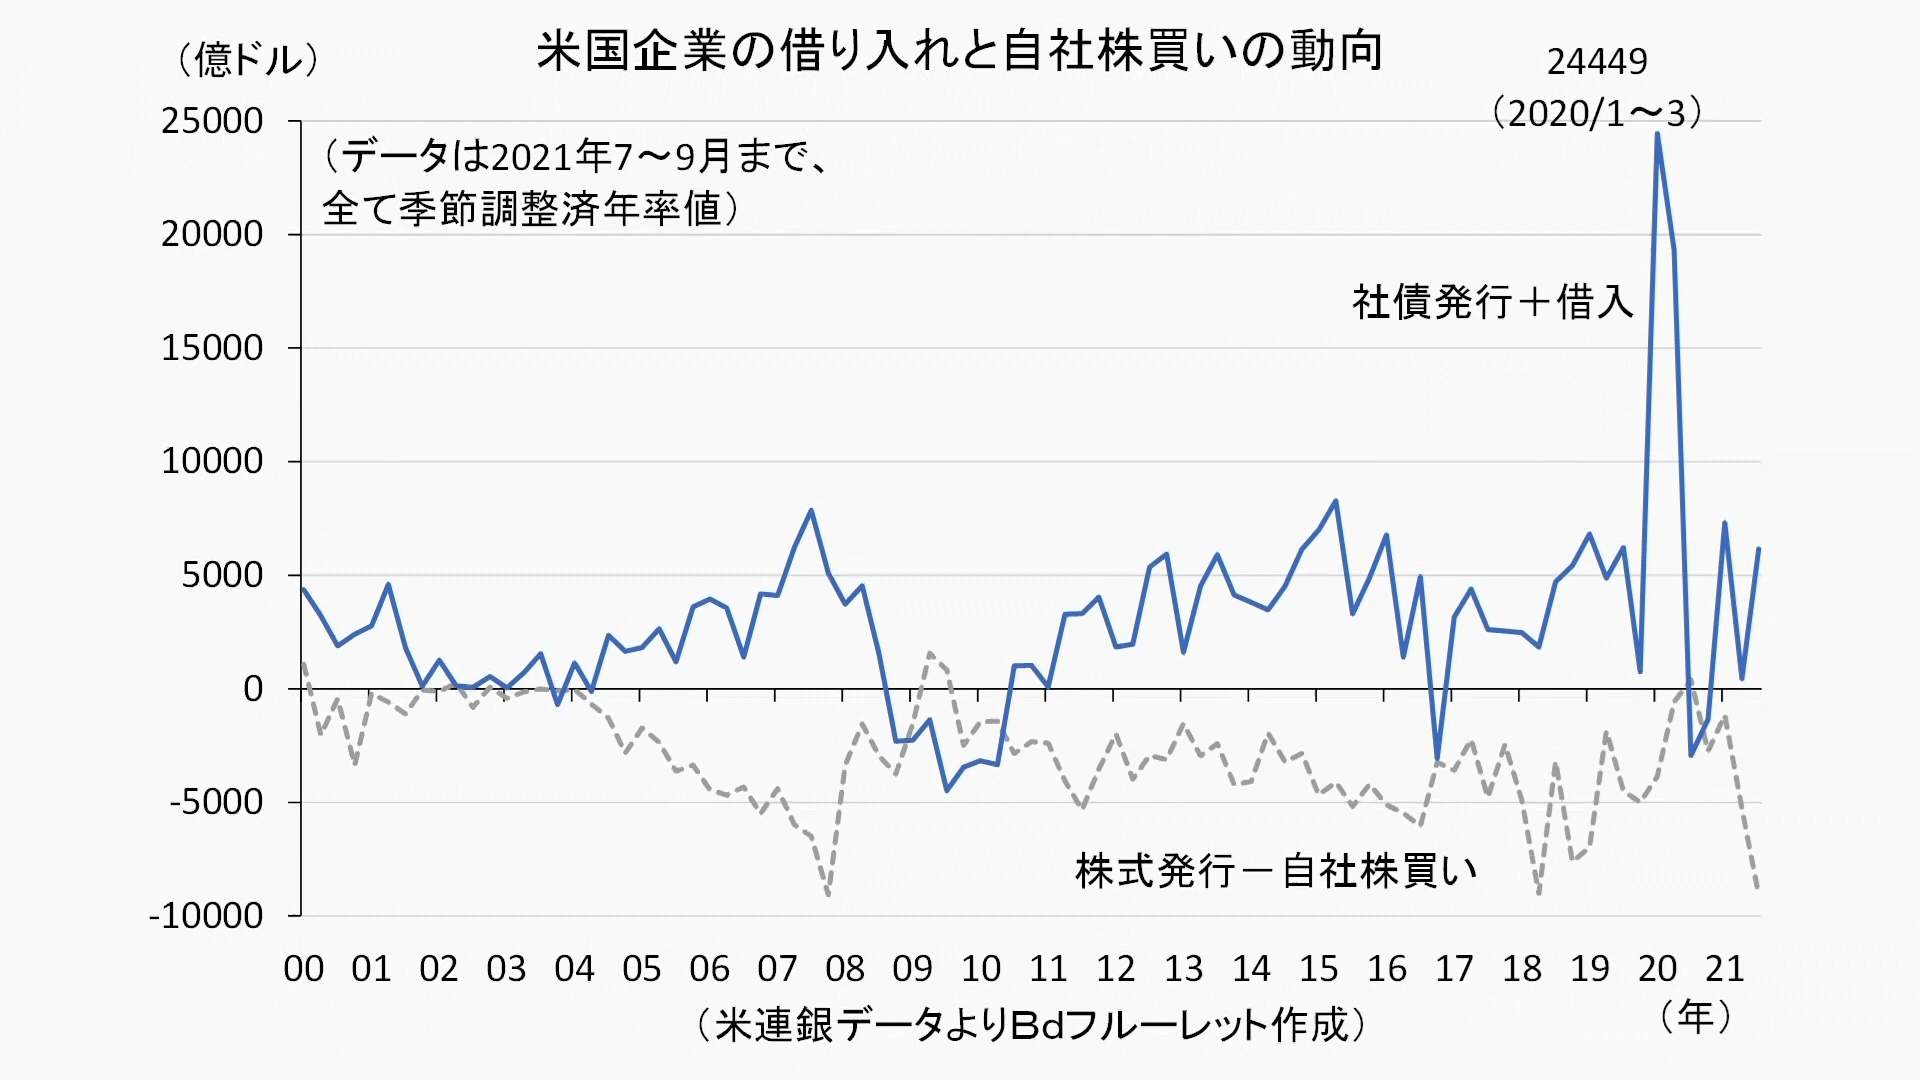 米国企業の借り入れと自社株買いの動向
（億ドル）
24449
（2020/1～3）
（データは2021年7～9月まで、
全て季節調整済年率値）
25000
20000
15000
10000
5000
0
-5000
-10000
社債発行＋借入
株式発行－自社株買い
00 01 02 03 04 05 06 07 08 09 10 11 12 13 14 15 16 17 18 19 20 21
（年）
（米連銀データよりBdフルーレット作成）